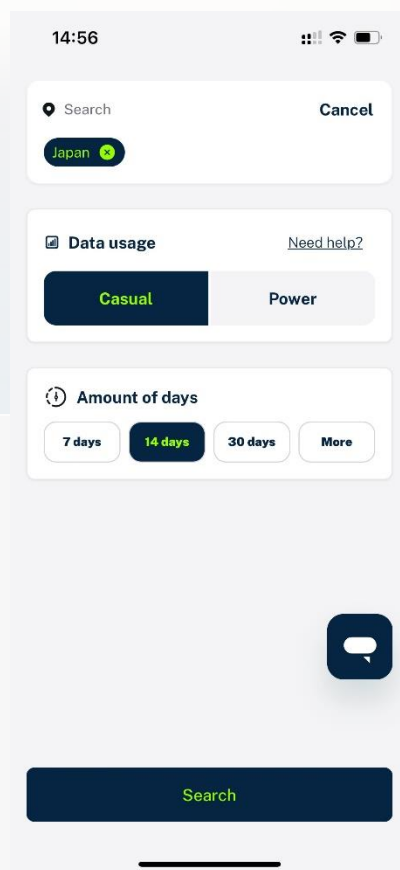 14:56
Search
Cancel
Japan
Data usage
Need help?
Casual
Power
Amount of days
7 days
14 days
30 days
More
Search